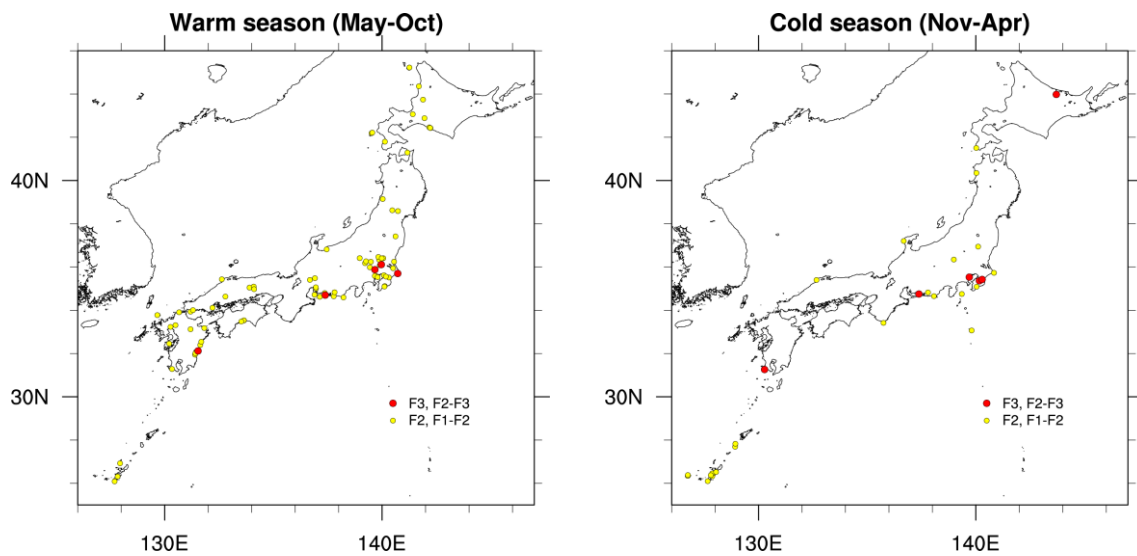 Warm season (May-Oct)
40N
30N
F3, F2-F3
F2, F1-F2
130E
140E
Cold season (Nov-Apr)
40N
30N
F3, F2-F3
F2, F1-F2
130E
140E